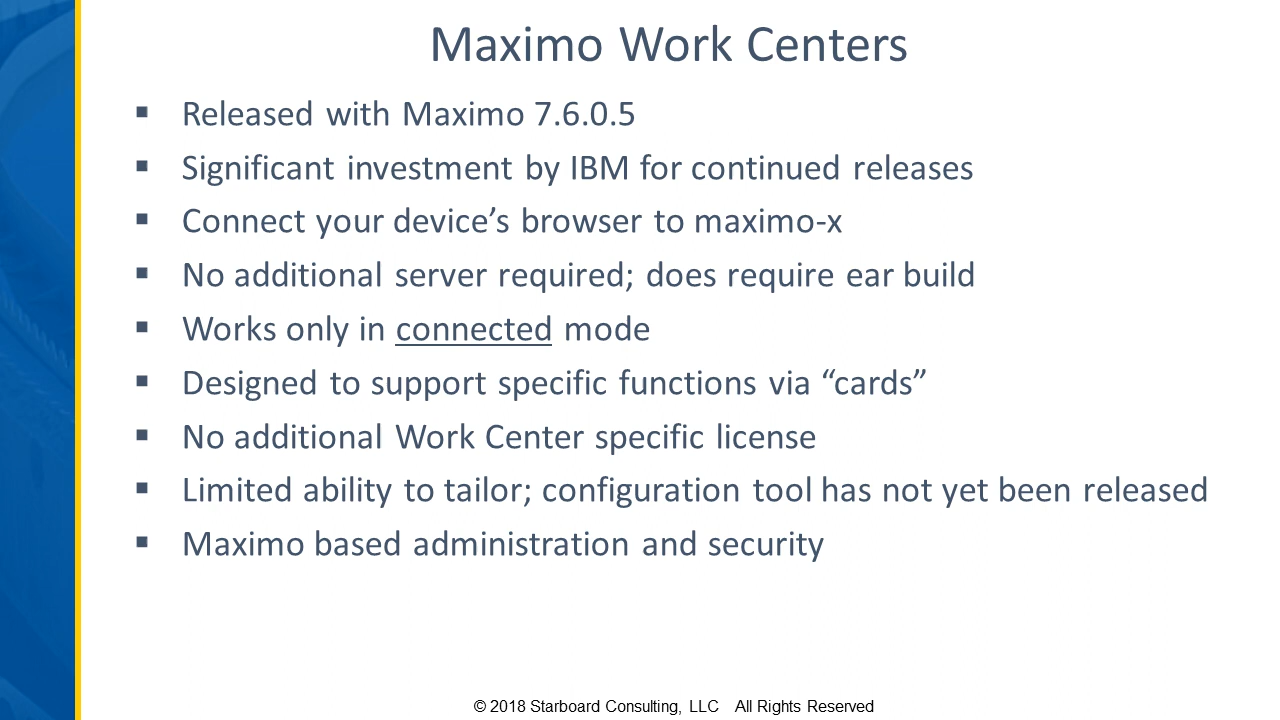 Maximo Work Centers
▪ Released with Maximo 7.6.0.5
▪ Significant investment by IBM for continued releases
▪ Connect your device’s browser to maximo-x
▪ No additional server required; does require ear build
▪ Works only in connected mode
▪ Designed to support specific functions via “cards”
▪ No additional Work Center specific license
▪ Limited ability to tailor; configuration tool has not yet been released
▪ Maximo based administration and security
© 2018 Starboard Consulting, LLC All Rights Reserved